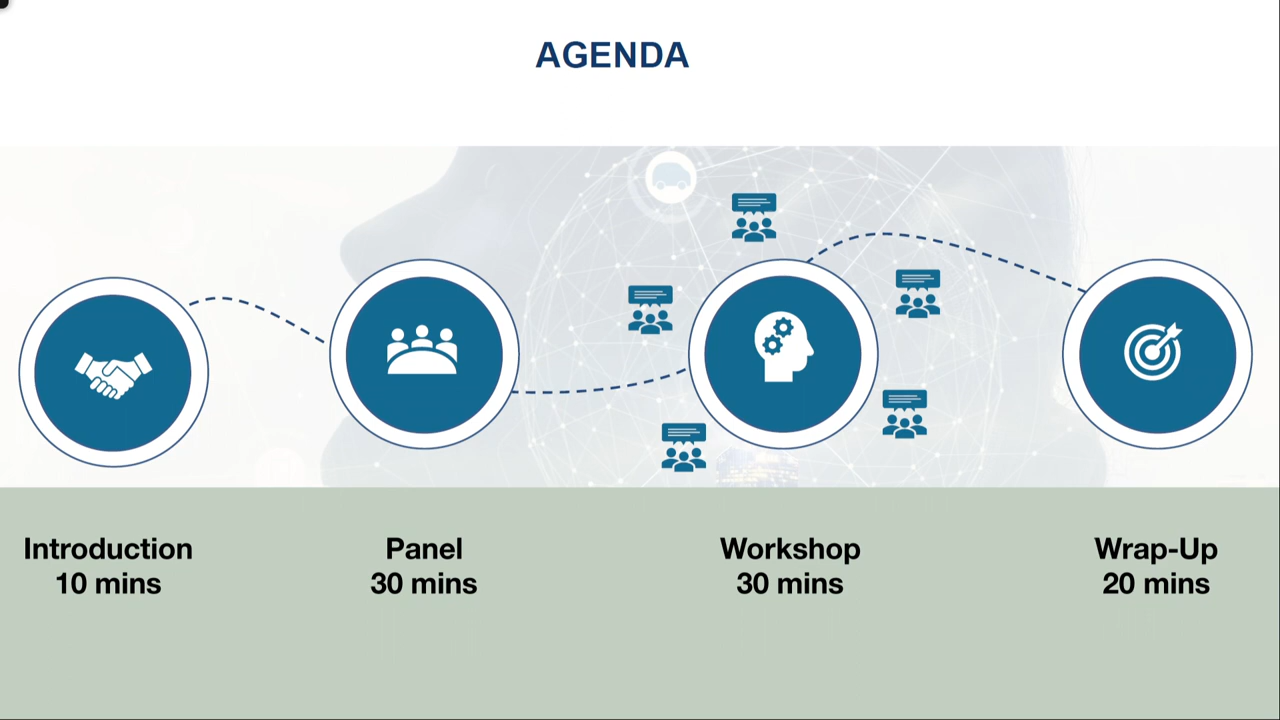 AGENDA
Introduction
10 mins
Panel
30 mins
Workshop
30 mins
Wrap-Up
20 mins